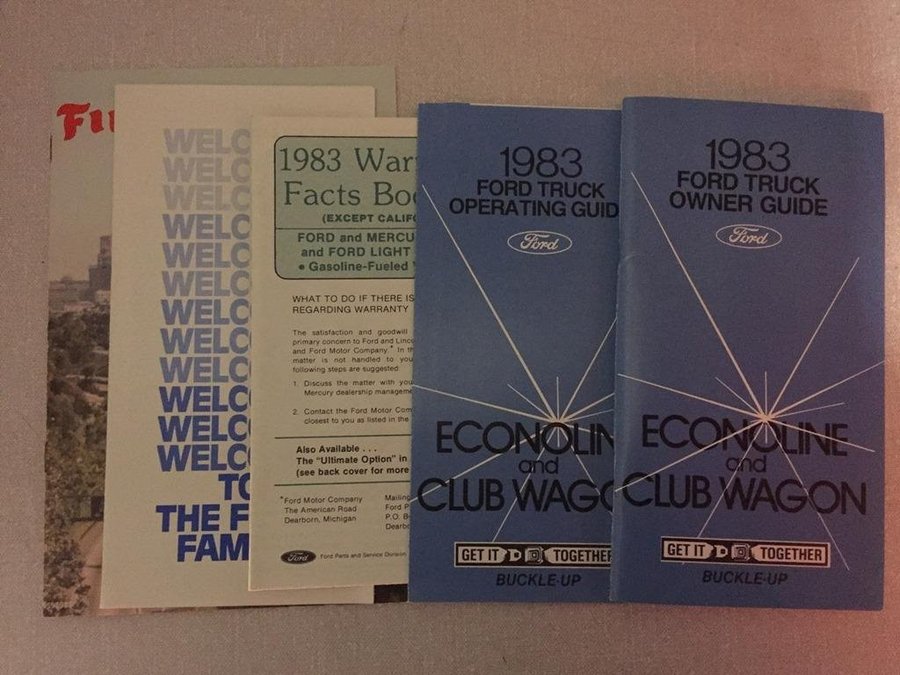 FI
WELC
WELC
WELC
WELC
WELC
WELC
WELC
WELC
WELC
WELC
WELC
WELC
TO
THE F
FAM
1983 War
Facts Boo
(EXCEPT CALIFO
FORD and MERCU
and FORD LIGHT
• Gasoline-Fueled V
WHAT TO DO IF THERE IS
REGARDING WARRANTY
The satisfaction and goodwill
primary concern to Ford and Linc
and Ford Motor Company.* In th
matter is not handled to you
following steps are suggested:
1. Discuss the matter with you
Mercury dealership manageme
2. Contact the Ford Motor Com
closest to you as listed in the
Also Available . . .
The "Ultimate Option" in
(see back cover for more
*Ford Motor Company
The American Road
Dearborn, Michigan
Mailing
Ford P
P.O. B
Dearbo
Ford
Ford Parts and Service Division
1983
FORD TRUCK
OPERATING GUID
Ford
ECONOLIN
and
CLUB WAGO
GET IT TOGETHER
BUCKLE-UP
1983
FORD TRUCK
OWNER GUIDE
Ford
ECONOLINE
and
CLUB WAGON
GET IT TOGETHER
BUCKLE-UP